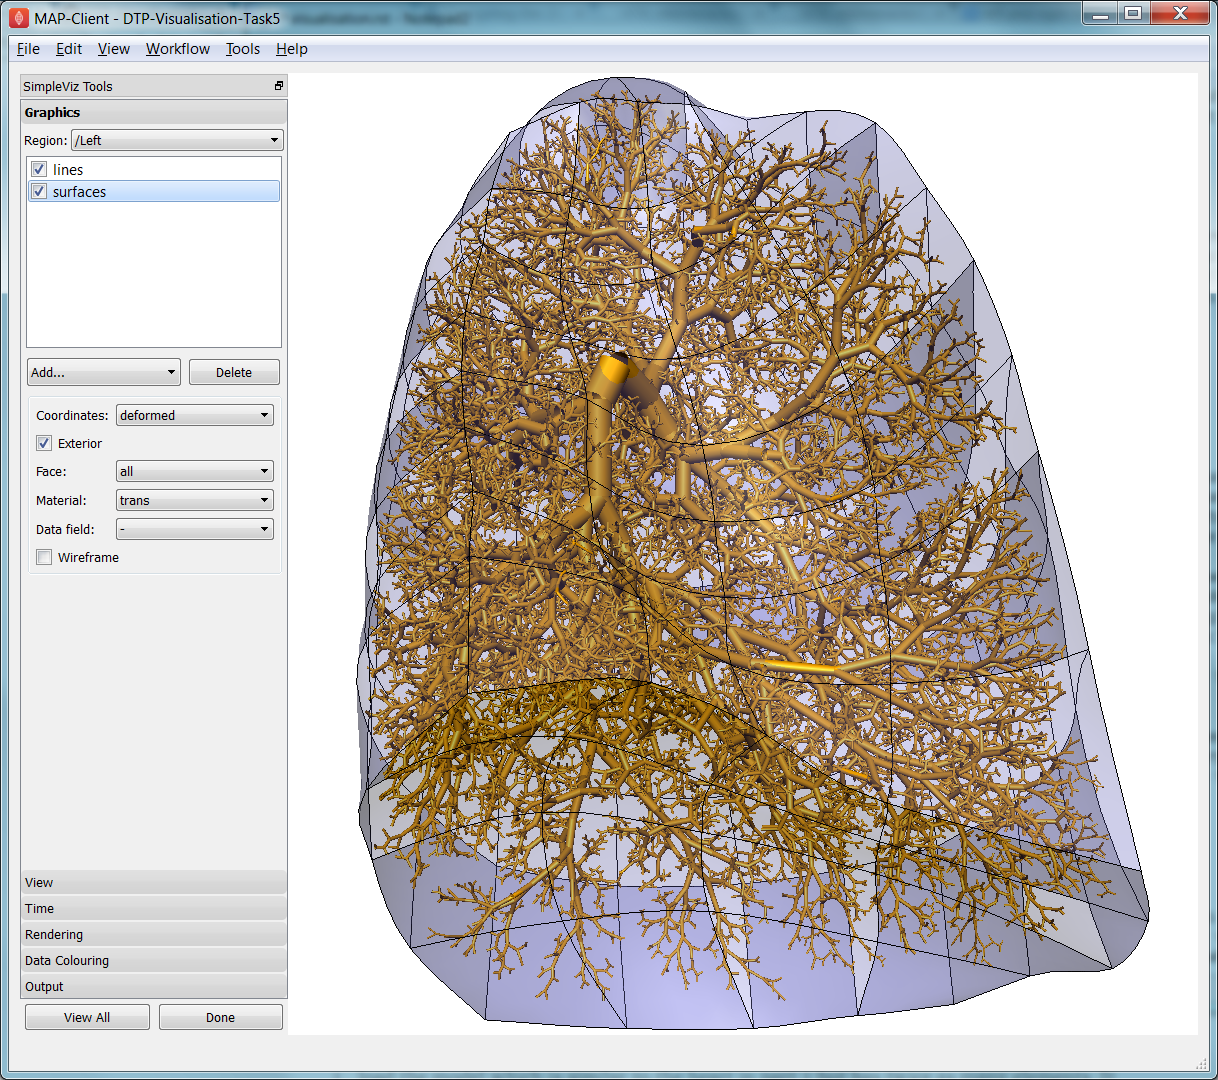 MAP-Client - DTP-Visualisation-Task5
File Edit View Workflow Tools Help
SimpleViz Tools
Graphics
Region: /Left
lines
surfaces
Add... Delete
Coordinates: deformed
Exterior
Face: all
Material: trans
Data field: -
Wireframe
View
Time
Rendering
Data Colouring
Output
View All Done